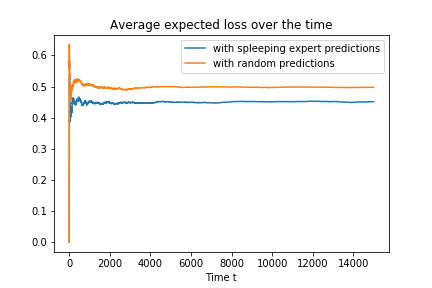 Average expected loss over the time
with spleeping expert predictions
with random predictions
0.6
0.5
0.4
0.3
0.2
0.1
0.0
0 2000 4000 6000 8000 10000 12000 14000
Time t